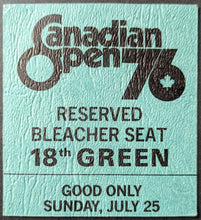 Canadian
Open 76
RESERVED
BLEACHER SEAT
18th GREEN
GOOD ONLY
SUNDAY, JULY 25